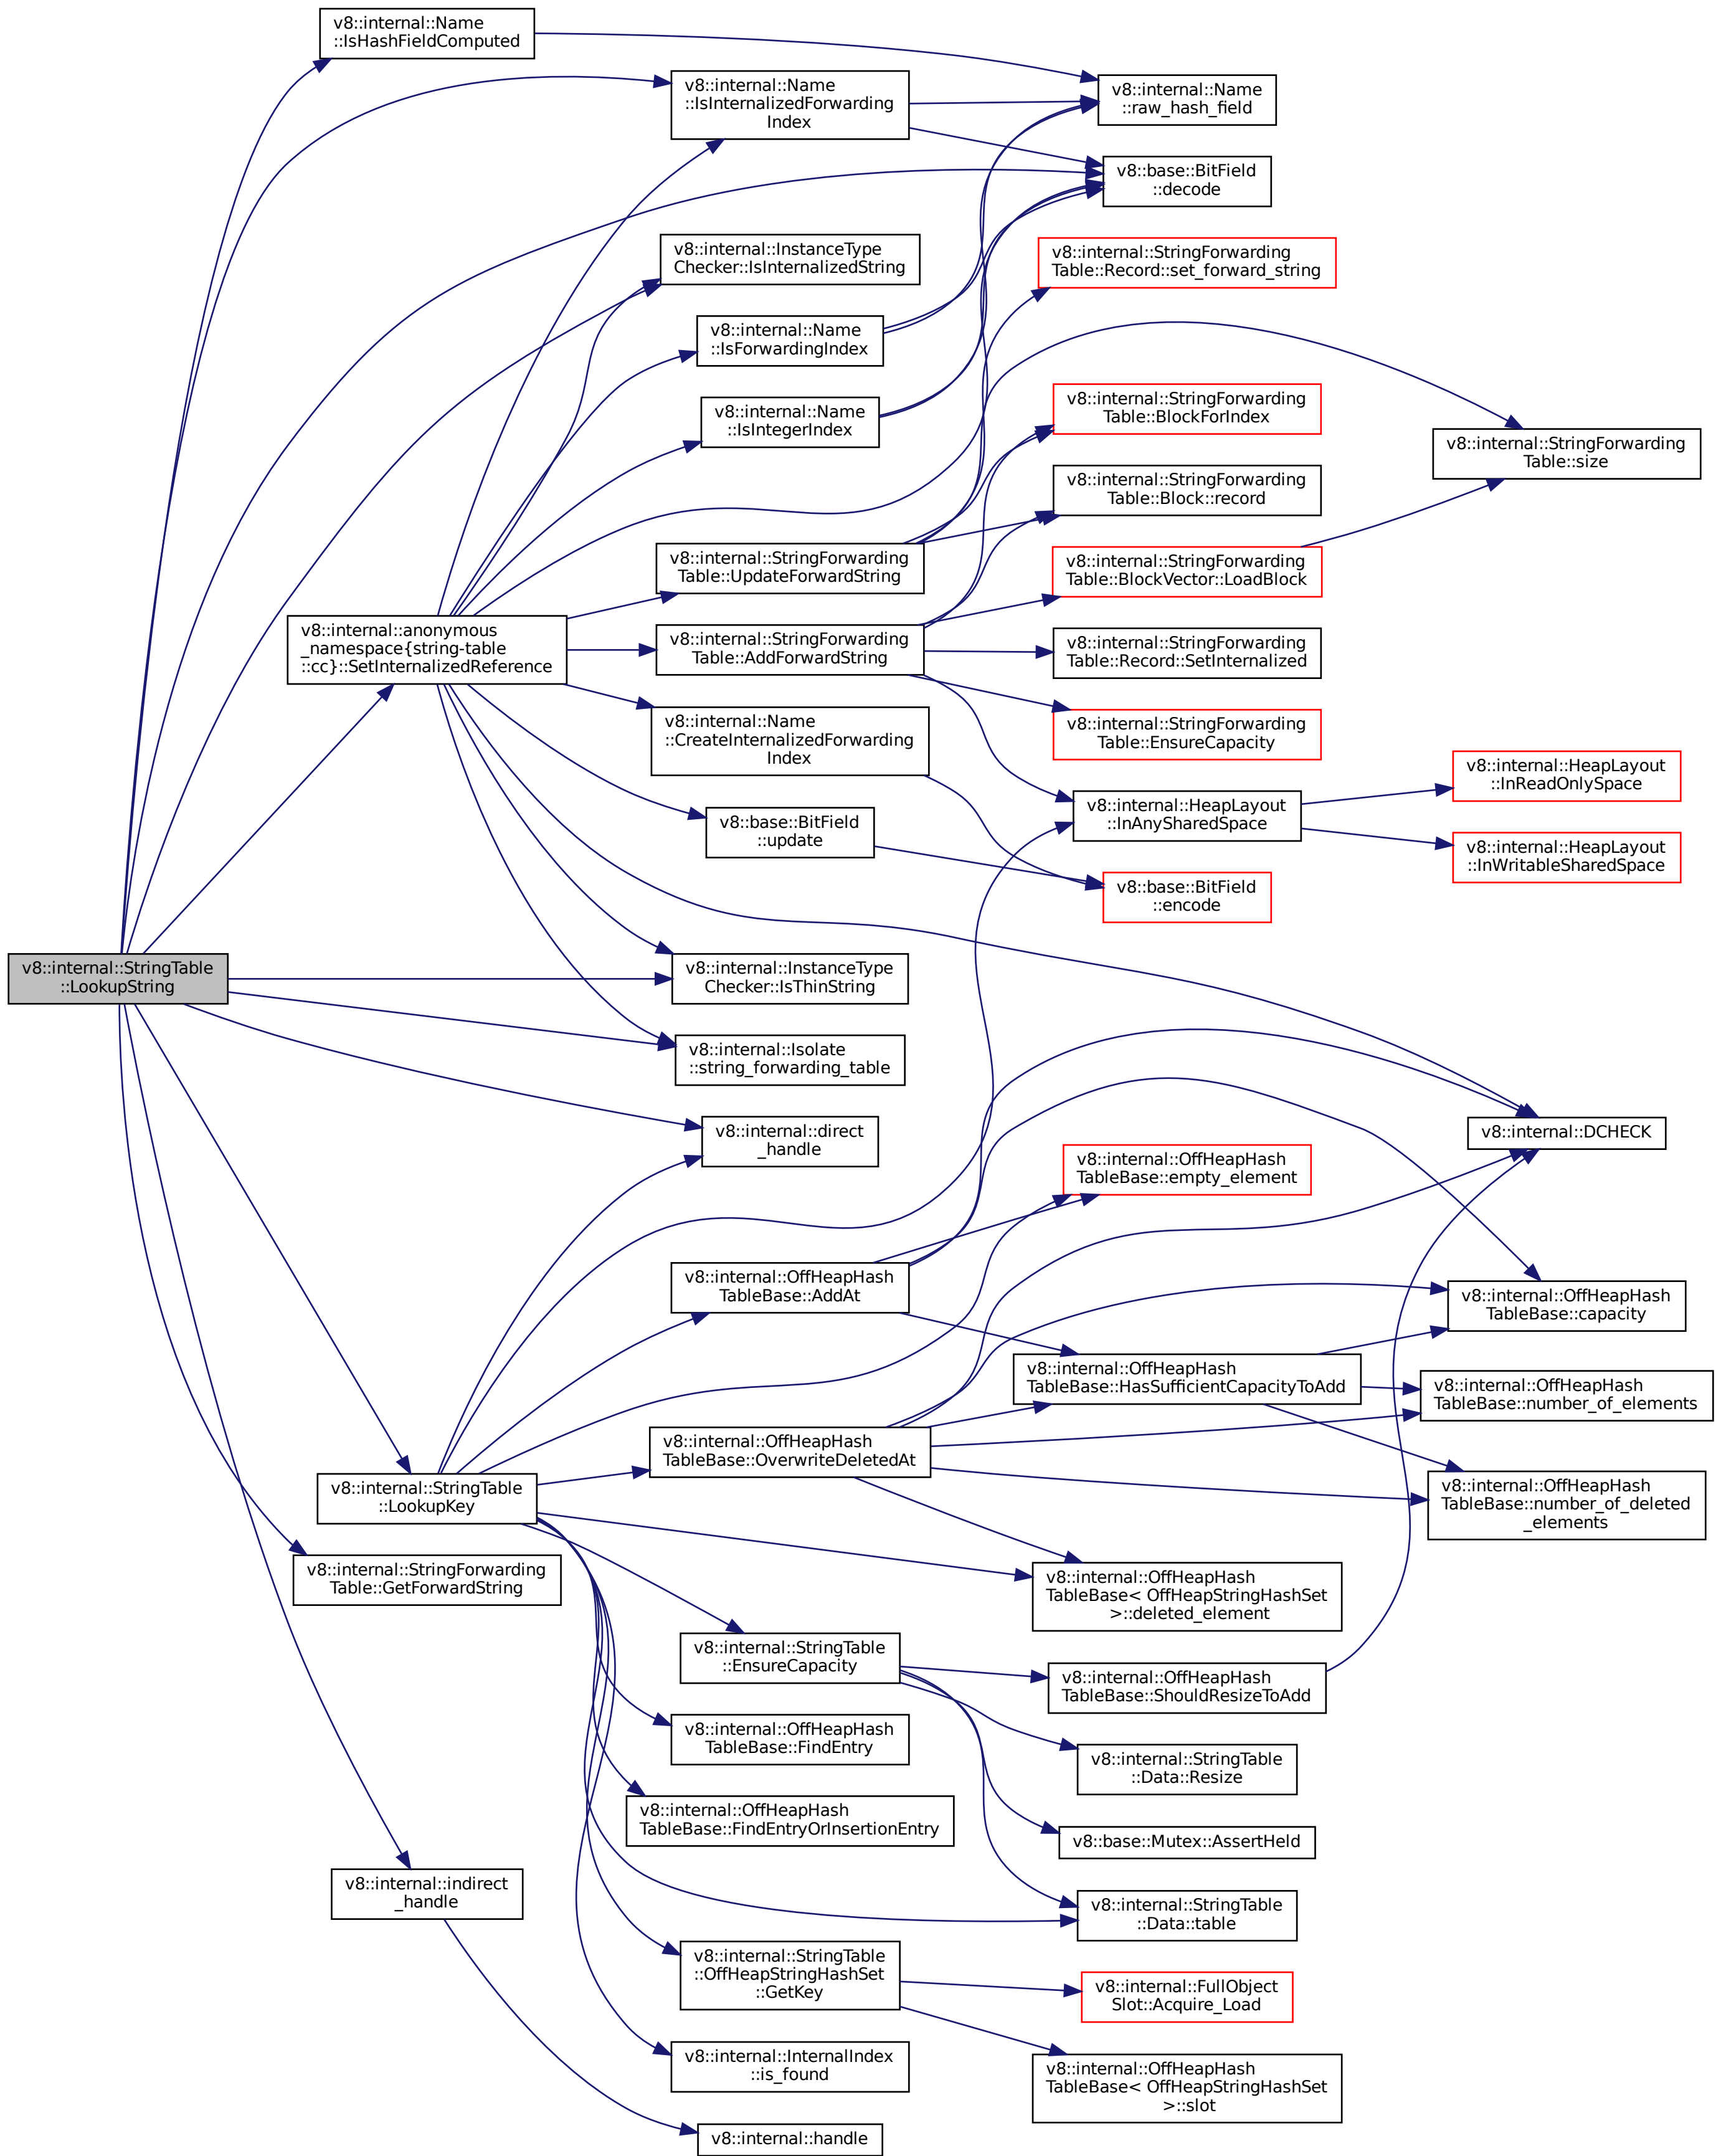 v8::internal::Name
::IsHashFieldComputed
v8::internal::Name
::IsInternalizedForwarding
Index
v8::internal::Name
::raw_hash_field
v8::base::BitField
::decode
v8::internal::InstanceType
Checker::IsInternalizedString
v8::internal::StringForwarding
Table::Record::set_forward_string
v8::internal::Name
::IsForwardingIndex
v8::internal::Name
::IsIntegerIndex
v8::internal::StringForwarding
Table::BlockForIndex
v8::internal::StringForwarding
Table::size
v8::internal::StringForwarding
Table::Block::record
v8::internal::StringForwarding
Table::UpdateForwardString
v8::internal::StringForwarding
Table::BlockVector::LoadBlock
v8::internal::anonymous
_namespace{string-table
::cc}::SetInternalizedReference
v8::internal::StringForwarding
Table::AddForwardString
v8::internal::StringForwarding
Table::Record::SetInternalized
v8::internal::Name
::CreateInternalizedForwarding
Index
v8::internal::StringForwarding
Table::EnsureCapacity
v8::internal::HeapLayout
::InReadOnlySpace
v8::internal::HeapLayout
::InAnySharedSpace
v8::base::BitField
::update
v8::internal::HeapLayout
::InWritableSharedSpace
v8::base::BitField
::encode
v8::internal::StringTable
::LookupString
v8::internal::InstanceType
Checker::IsThinString
v8::internal::Isolate
::string_forwarding_table
v8::internal::direct
_handle
v8::internal::DCHECK
v8::internal::OffHeapHash
TableBase::empty_element
v8::internal::OffHeapHash
TableBase::AddAt
v8::internal::OffHeapHash
TableBase::capacity
v8::internal::OffHeapHash
TableBase::HasSufficientCapacityToAdd
v8::internal::OffHeapHash
TableBase::number_of_elements
v8::internal::OffHeapHash
TableBase::OverwriteDeletedAt
v8::internal::StringTable
::LookupKey
v8::internal::OffHeapHash
TableBase::number_of_deleted
_elements
v8::internal::StringForwarding
Table::GetForwardString
v8::internal::OffHeapHash
TableBase< OffHeapStringHashSet
>::deleted_element
v8::internal::StringTable
::EnsureCapacity
v8::internal::OffHeapHash
TableBase::ShouldResizeToAdd
v8::internal::OffHeapHash
TableBase::FindEntry
v8::internal::StringTable
::Data::Resize
v8::internal::OffHeapHash
TableBase::FindEntryOrInsertionEntry
v8::base::Mutex::AssertHeld
v8::internal::indirect
_handle
v8::internal::StringTable
::Data::table
v8::internal::StringTable
::OffHeapStringHashSet
::GetKey
v8::internal::FullObject
Slot::Acquire_Load
v8::internal::InternalIndex
::is_found
v8::internal::OffHeapHash
TableBase< OffHeapStringHashSet
>::slot
v8::internal::handle